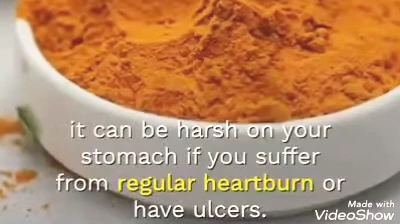 it can be harsh on your
stomach if you suffer
from regular heartburn or
have ulcers.
Made with
VideoShow